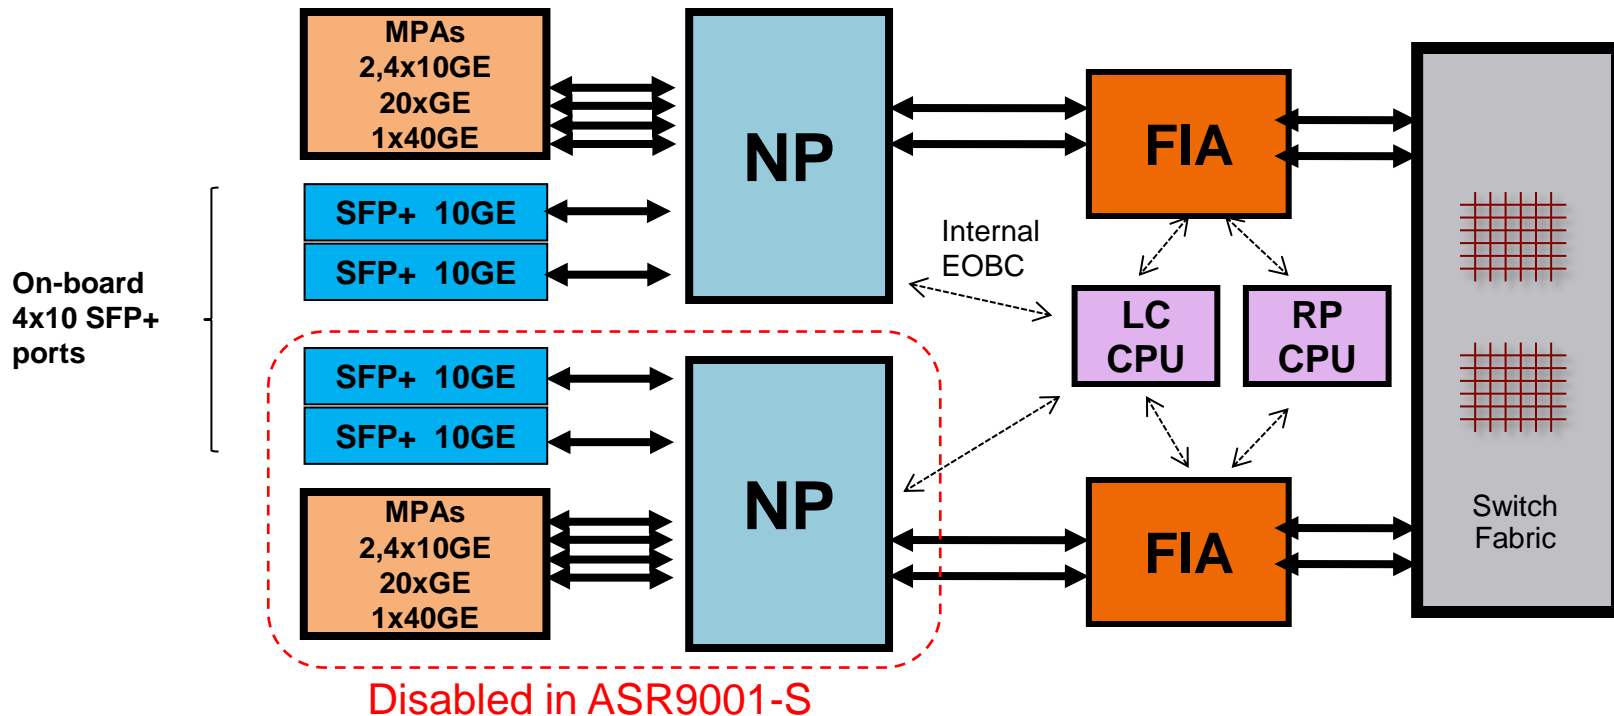 MPAs
2,4x10GE
20xGE
1x40GE
NP
FIA
SFP+ 10GE
SFP+ 10GE
Internal
EOBC
On-board
4x10 SFP+
ports
LC
CPU
RP
CPU
SFP+ 10GE
SFP+ 10GE
NP
FIA
Switch
Fabric
MPAs
2,4x10GE
20xGE
1x40GE
Disabled in ASR9001-S